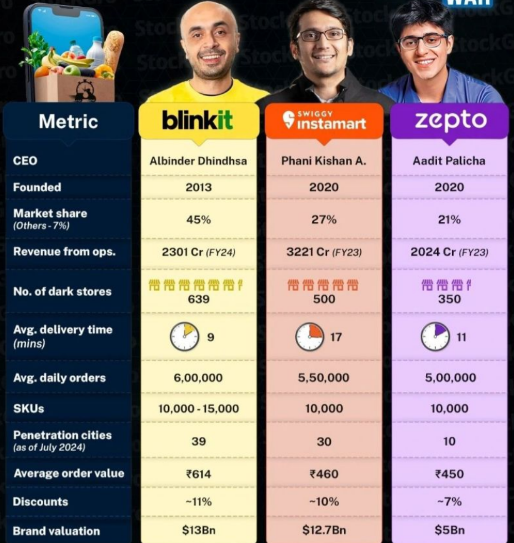 WAR
Metric
blinkit
SWIGGY
instamart
zepto
CEO
Albinder Dhindhsa
Phani Kishan A.
Aadit Palicha
Founded
2013
2020
2020
Market share
(Others - 7%)
45%
27%
21%
Revenue from ops.
2301 Cr (FY24)
3221 Cr (FY23)
2024 Cr (FY23)
No. of dark stores
639
500
350
Avg. delivery time
(mins)
9
17
11
Avg. daily orders
6,00,000
5,50,000
5,00,000
SKUs
10,000 - 15,000
10,000
10,000
Penetration cities
(as of July 2024)
39
30
10
Average order value
₹614
₹460
₹450
Discounts
~11%
~10%
~7%
Brand valuation
$13Bn
$12.7Bn
$5Bn